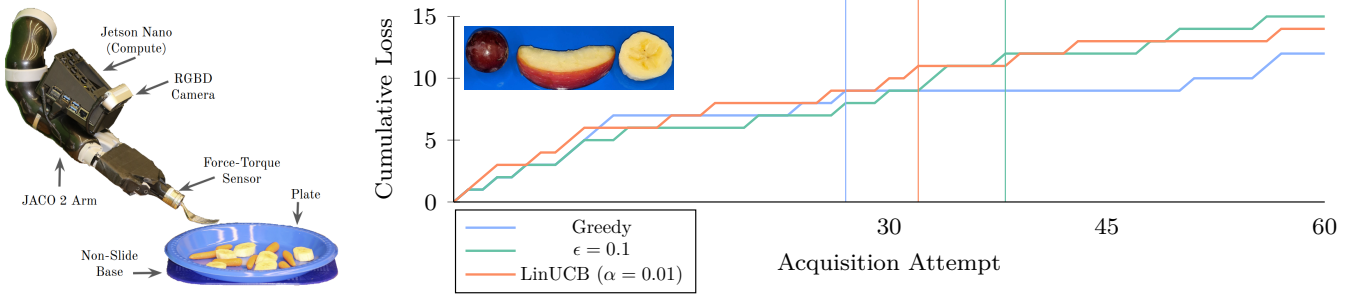 Jetson Nano
(Compute)
RGBD
Camera
Force-Torque
Sensor
JACO 2 Arm
Plate
Non-Slide
Base
Cumulative Loss
15
10
5
0
30
45
60
Acquisition Attempt
Greedy
ϵ = 0.1
LinUCB (α = 0.01)